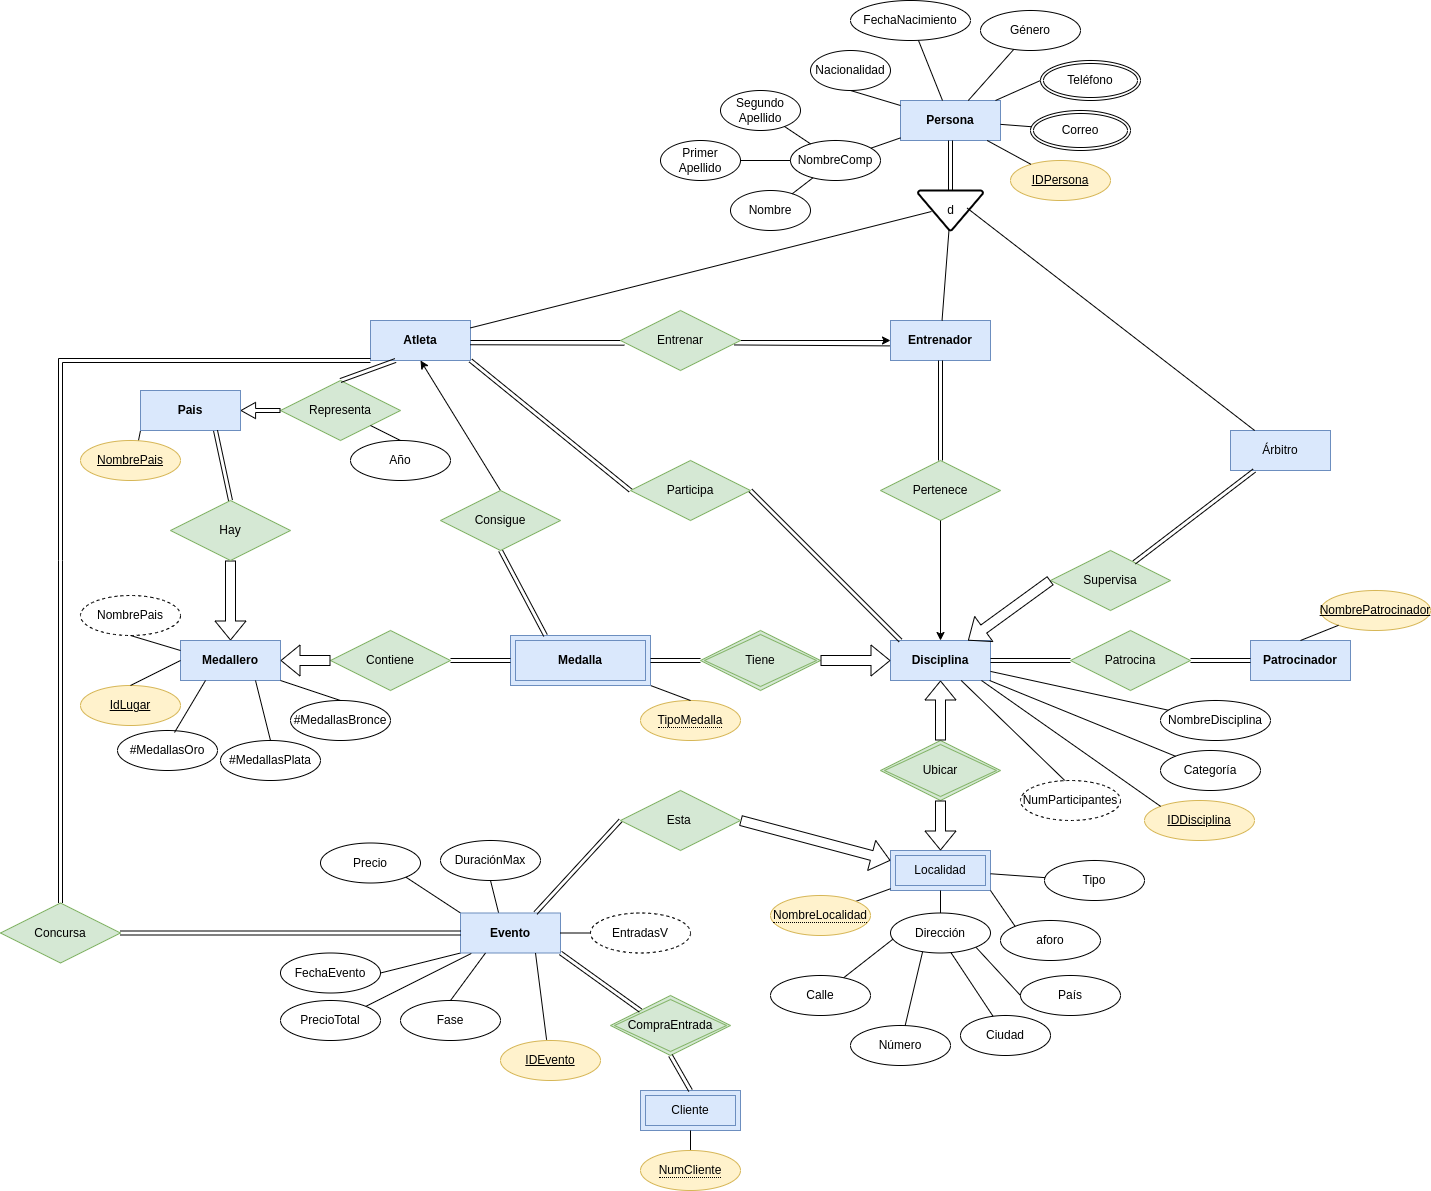 FechaNacimiento
Género
Nacionalidad
Teléfono
Segundo
Apellido
Persona
Correo
Primer
Apellido
NombreComp
IDPersona
Nombre
d
Atleta
Entrenar
Entrenador
Pais
Representa
Árbitro
NombrePais
Año
Participa
Pertenece
Consigue
Hay
Supervisa
NombrePais
NombrePatrocinador
Medallero
Contiene
Medalla
Tiene
Disciplina
Patrocina
Patrocinador
IdLugar
#MedallasBronce
TipoMedalla
NombreDisciplina
#MedallasOro
#MedallasPlata
Ubicar
Categoría
NumParticipantes
Esta
IDDisciplina
Precio
DuraciónMax
Localidad
Tipo
NombreLocalidad
Concursa
Evento
EntradasV
Dirección
aforo
FechaEvento
Calle
País
PrecioTotal
Fase
CompraEntrada
Número
Ciudad
IDEvento
Cliente
NumCliente